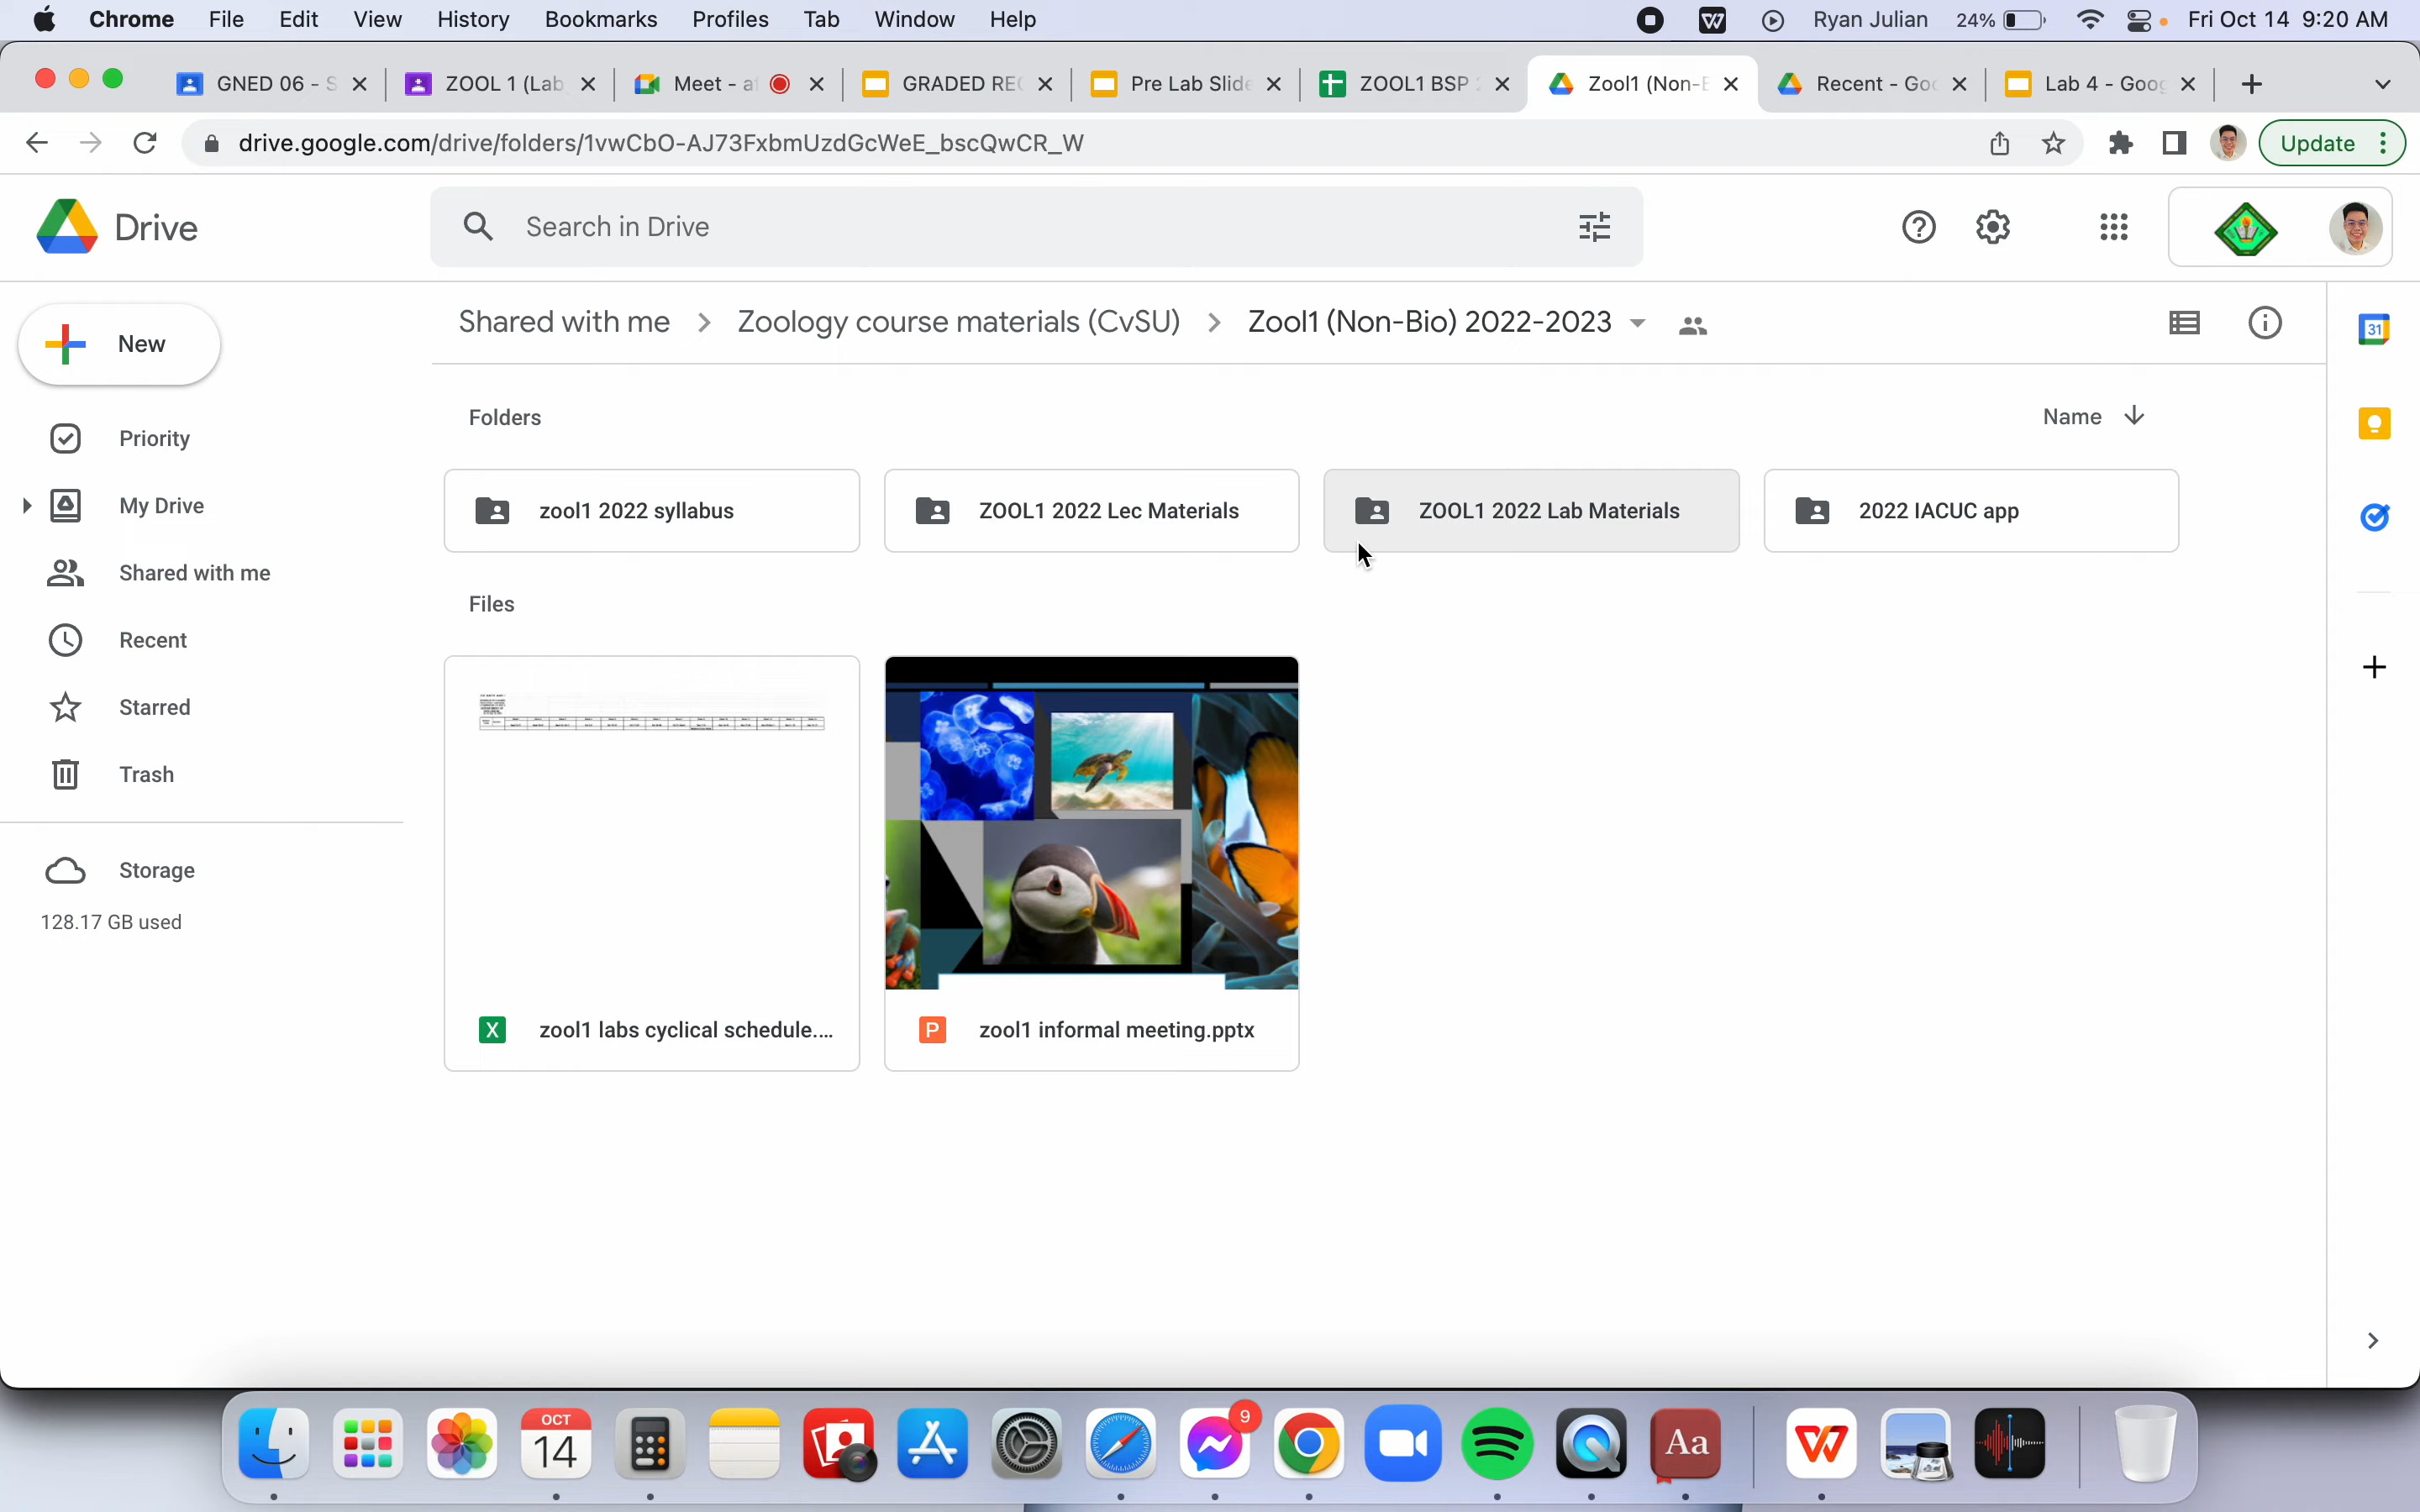 Chrome File Edit View History Bookmarks Profiles Tab Window Help Ryan Julian 24% Fri Oct 14 9:20 AM
GNED 06 - S ZOOL 1 (Lab Meet - a GRADED REC Pre Lab Slide ZOOL1 BSP Zool1 (Non-B Recent - Goo Lab 4 - Goog
drive.google.com/drive/folders/1vwCbO-AJ73FxbmUzdGcWeE_bscQwCR_W Update
Drive Search in Drive
Shared with me > Zoology course materials (CvSU) > Zool1 (Non-Bio) 2022-2023
31
New
Folders Name
Priority
My Drive
Shared with me
Recent
Starred
Trash
Storage
128.17 GB used
zool1 2022 syllabus ZOOL1 2022 Lec Materials ZOOL1 2022 Lab Materials 2022 IACUC app
Files
X zool1 labs cyclical schedule....
P zool1 informal meeting.pptx
OCT
14
9
Aa